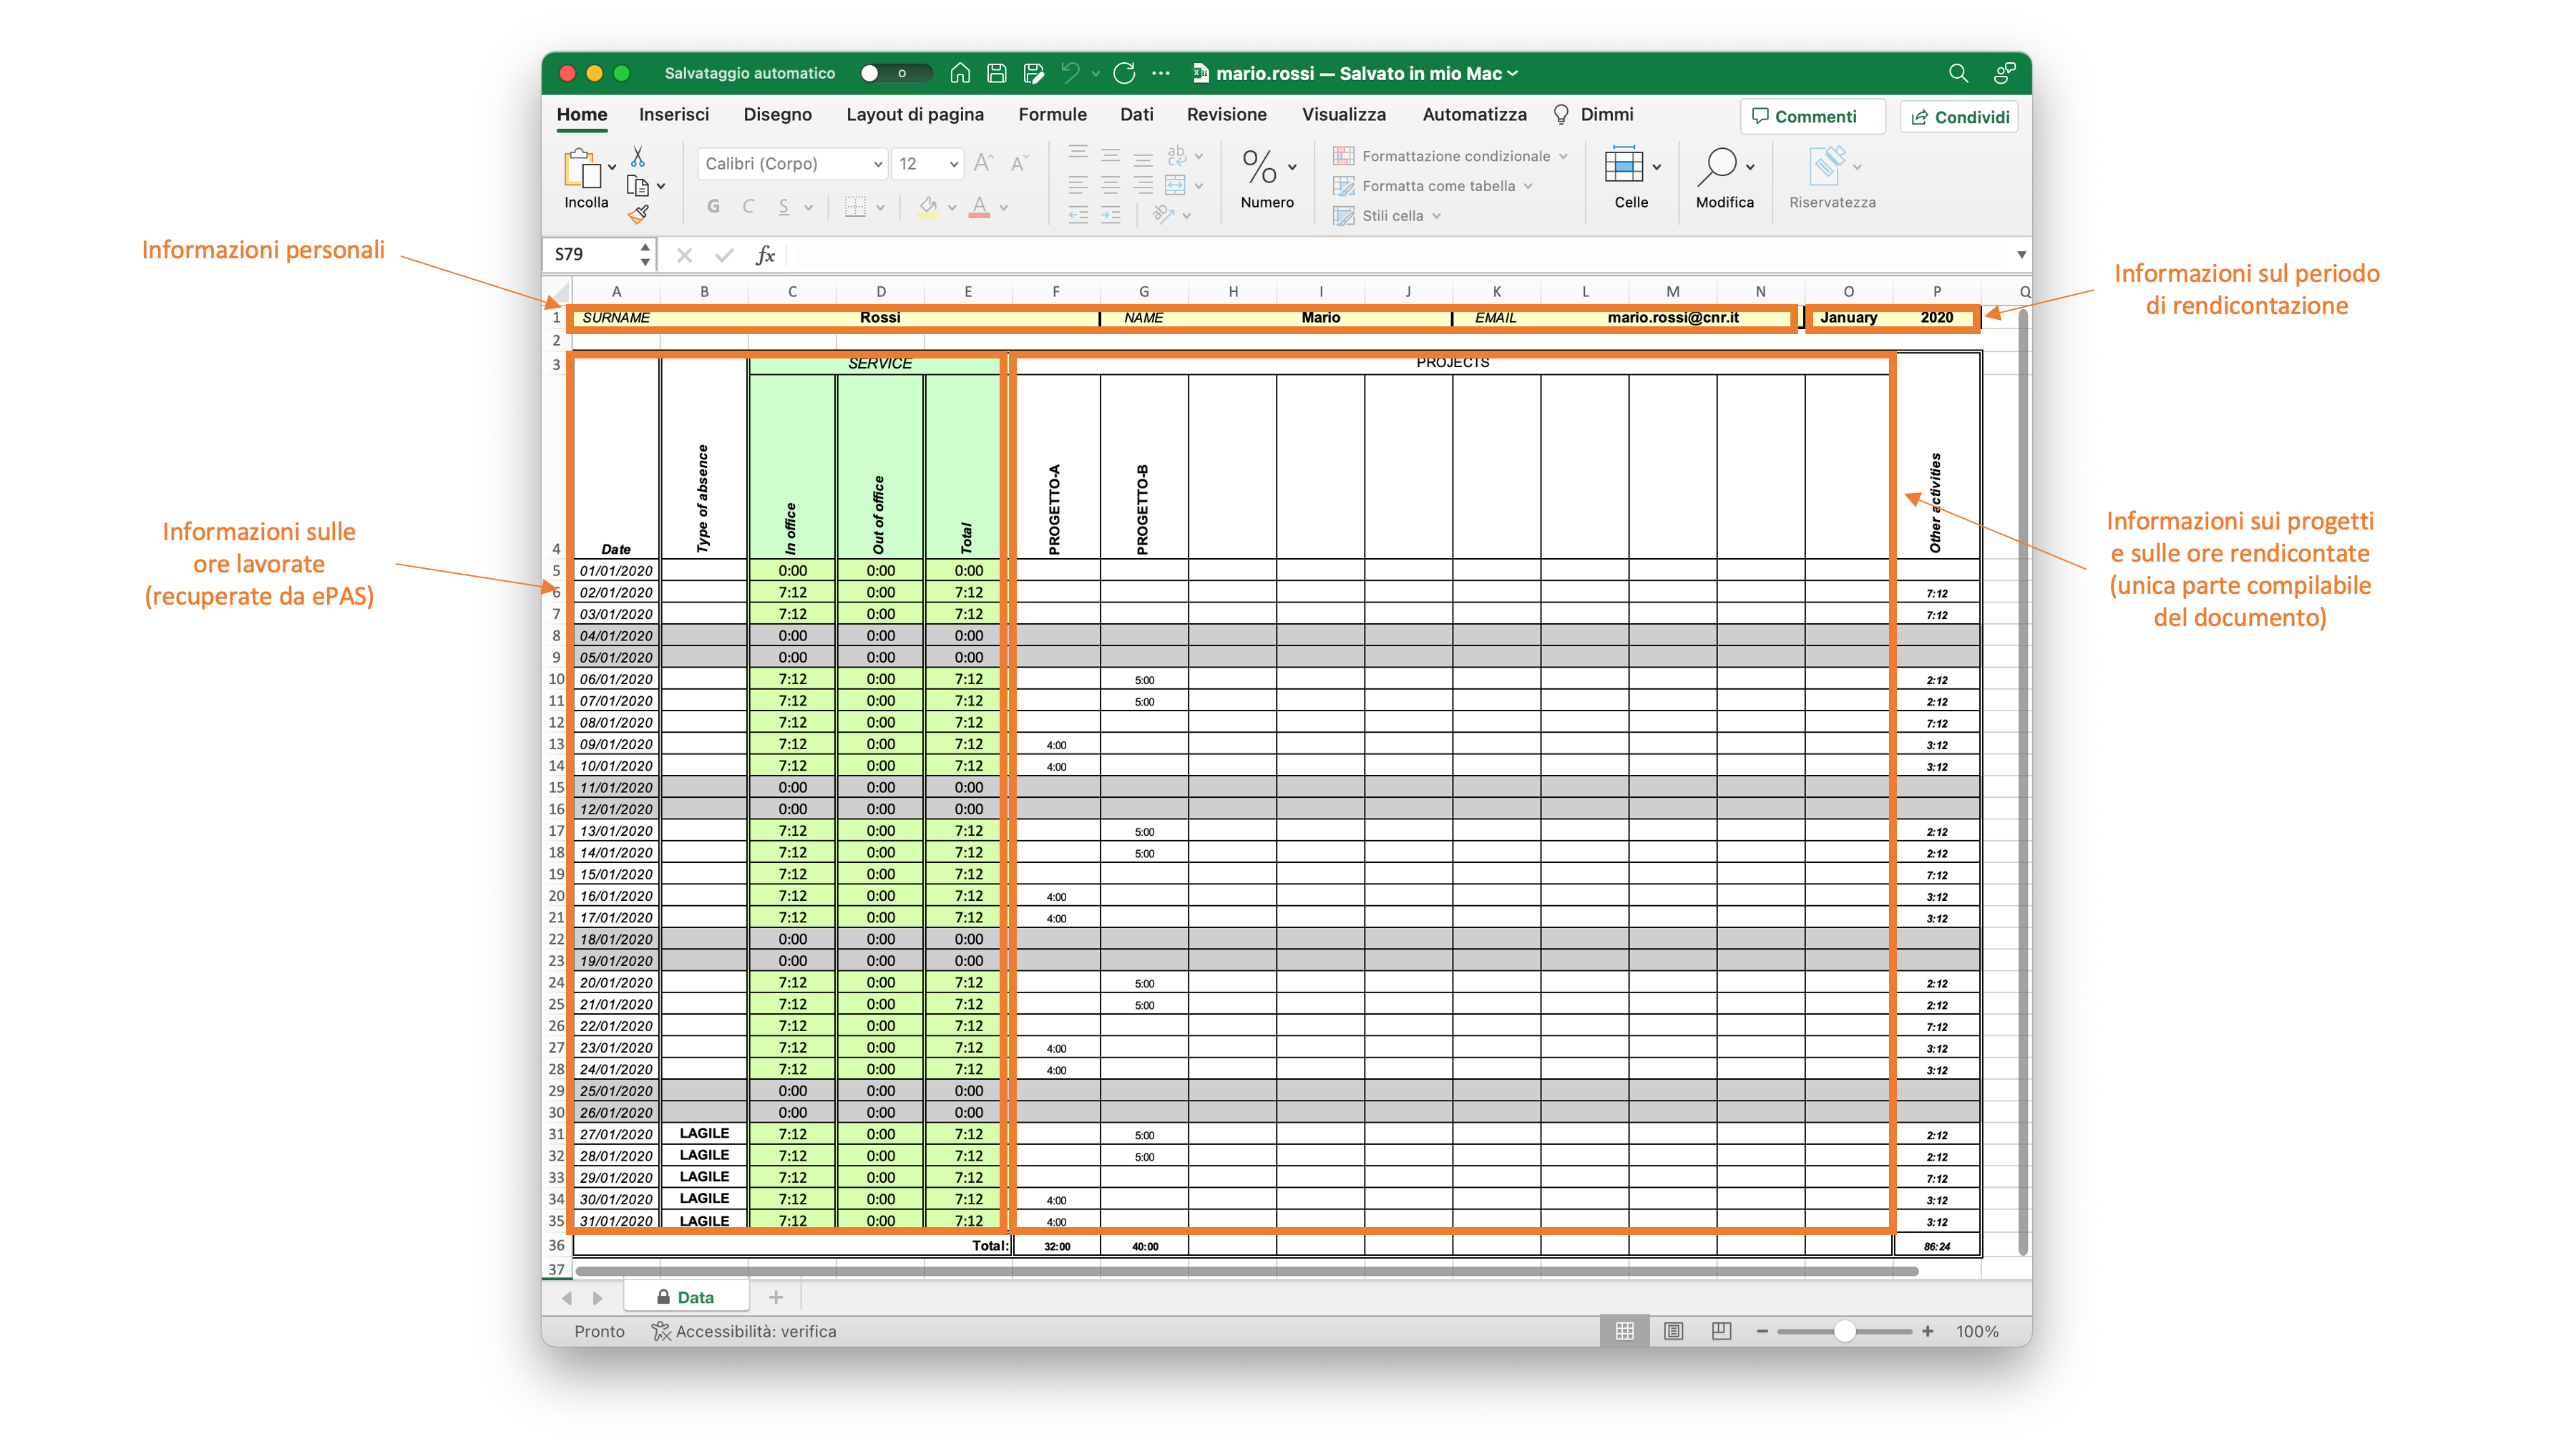 Salvataggio automatico
mario.rossi — Salvato in mio Mac
Home Inserisci Disegno Layout di pagina Formule Dati Revisione Visualizza Automatizza Dimmi Commenti Condividi
Incolla Calibri (Corpo) 12 Numero Formattazione condizionale Celle Modifica Riservatezza
Formatta come tabella
G C S A Stili cella
S79 fx
Informazioni personali
Informazioni sul periodo
di rendicontazione
Informazioni sulle
ore lavorate
(recuperate da ePAS)
Informazioni sui progetti
e sulle ore rendicontate
(unica parte compilabile
del documento)
A B C D E F G H I J K L M N O P Q
1 SURNAME Rossi NAME Mario EMAIL mario.rossi@cnr.it January 2020
2
3 SERVICE PROJECTS
4 Date Type of absence In office Out of office Total PROGETTO-A PROGETTO-B Other activities
5 01/01/2020 0:00 0:00 0:00
6 02/01/2020 7:12 0:00 7:12 7:12
7 03/01/2020 7:12 0:00 7:12 7:12
8 04/01/2020 0:00 0:00 0:00
9 05/01/2020 0:00 0:00 0:00
10 06/01/2020 7:12 0:00 7:12 5:00 2:12
11 07/01/2020 7:12 0:00 7:12 5:00 2:12
12 08/01/2020 7:12 0:00 7:12 7:12
13 09/01/2020 7:12 0:00 7:12 4:00 3:12
14 10/01/2020 7:12 0:00 7:12 4:00 3:12
15 11/01/2020 0:00 0:00 0:00
16 12/01/2020 0:00 0:00 0:00
17 13/01/2020 7:12 0:00 7:12 5:00 2:12
18 14/01/2020 7:12 0:00 7:12 5:00 2:12
19 15/01/2020 7:12 0:00 7:12 7:12
20 16/01/2020 7:12 0:00 7:12 4:00 3:12
21 17/01/2020 7:12 0:00 7:12 4:00 3:12
22 18/01/2020 0:00 0:00 0:00
23 19/01/2020 0:00 0:00 0:00
24 20/01/2020 7:12 0:00 7:12 5:00 2:12
25 21/01/2020 7:12 0:00 7:12 5:00 2:12
26 22/01/2020 7:12 0:00 7:12 7:12
27 23/01/2020 7:12 0:00 7:12 4:00 3:12
28 24/01/2020 7:12 0:00 7:12 4:00 3:12
29 25/01/2020 0:00 0:00 0:00
30 26/01/2020 0:00 0:00 0:00
31 27/01/2020 LAGILE 7:12 0:00 7:12 5:00 2:12
32 28/01/2020 LAGILE 7:12 0:00 7:12 5:00 2:12
33 29/01/2020 LAGILE 7:12 0:00 7:12 7:12
34 30/01/2020 LAGILE 7:12 0:00 7:12 4:00 3:12
35 31/01/2020 LAGILE 7:12 0:00 7:12 4:00 3:12
36 Total: 32:00 40:00 86:24
37
Data
Pronto Accessibilità: verifica 100%